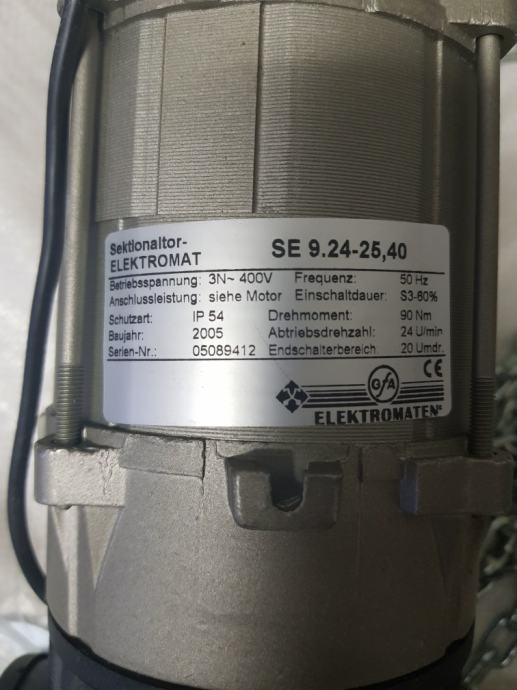 Sektionaltor-
ELEKTROMAT SE 9.24-25,40
Betriebsspannung: 3N~ 400V Frequenz: 50 Hz
Anschlussleistung: siehe Motor Einschaltdauer: S3-60%
Schutzart: IP 54 Drehmoment: 90 Nm
Baujahr: 2005 Abtriebsdrehzahl: 24 U/min
Serien-Nr.: 05089412 Endschalterbereich 20 Umdr.
CE
GfA
ELEKTROMATEN®